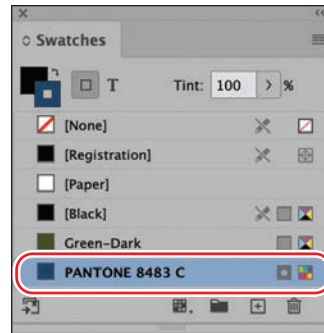 Swatches
T Tint: 100 %
[None]
[Registration]
[Paper]
[Black]
Green-Dark
PANTONE 8483 C